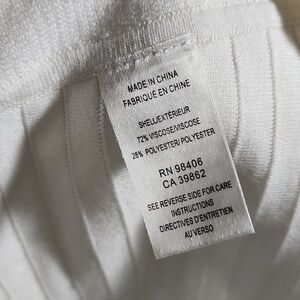 MADE IN CHINA
FABRIQUÉ EN CHINE
SHELL/EXTÉRIEUR
72% VISCOSE/VISCOSE
28% POLYESTER/POLYESTER
RN 98406
CA 39862
SEE REVERSE SIDE FOR CARE
INSTRUCTIONS
DIRECTIVES D'ENTRETIEN
AU VERSO